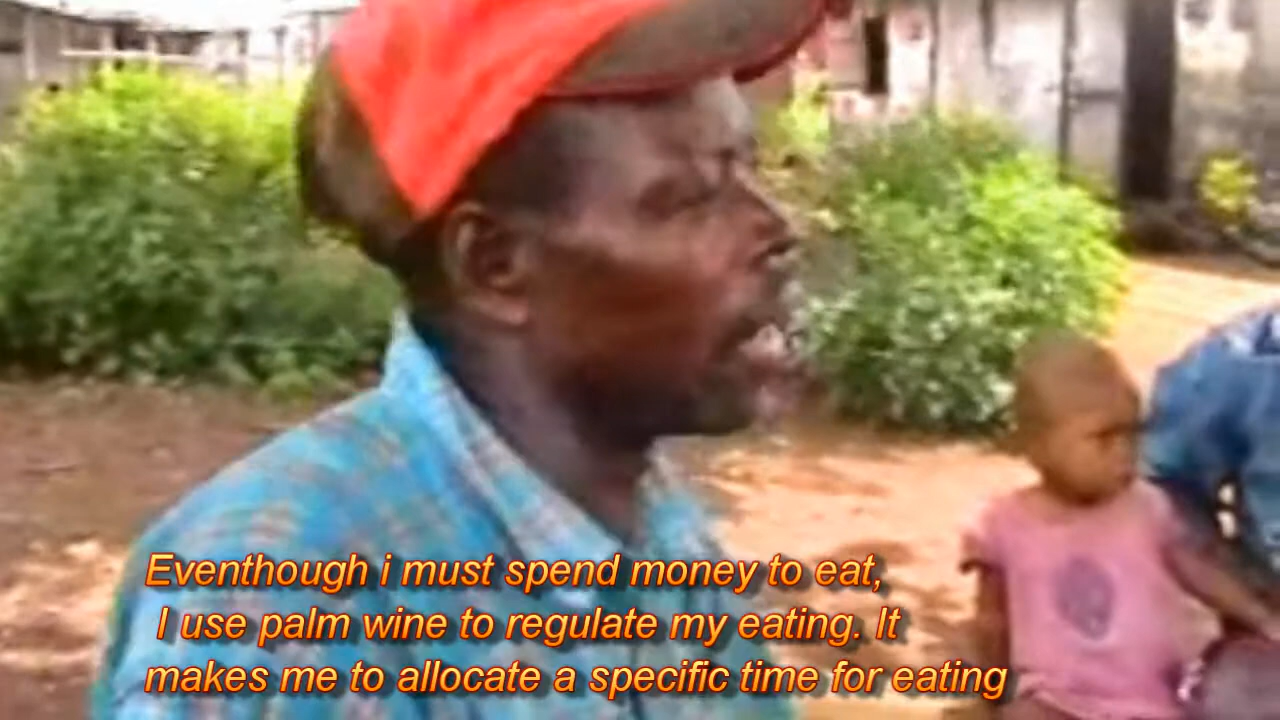 Eventhough i must spend money to eat,
I use palm wine to regulate my eating. It
makes me to allocate a specific time for eating